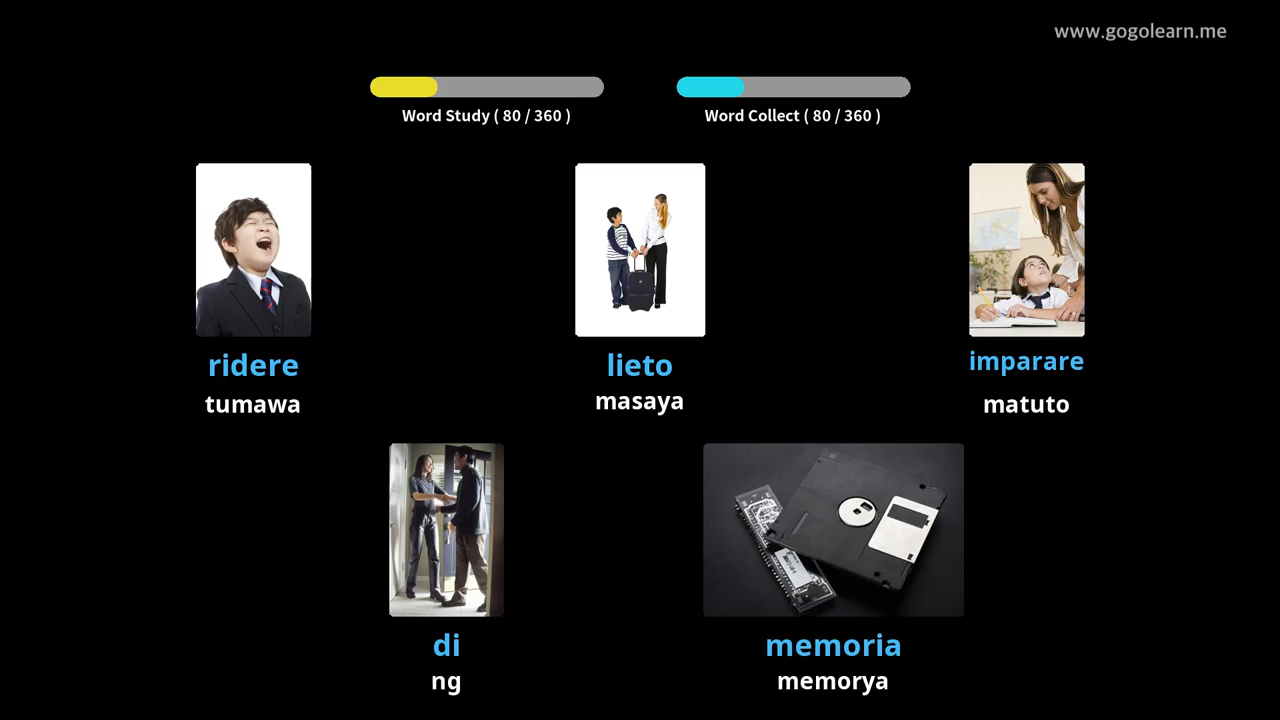 www.gogolearn.me
Word Study ( 80 / 360 )
Word Collect ( 80 / 360 )
ridere
tumawa
lieto
masaya
imparare
matuto
di
ng
memoria
memorya